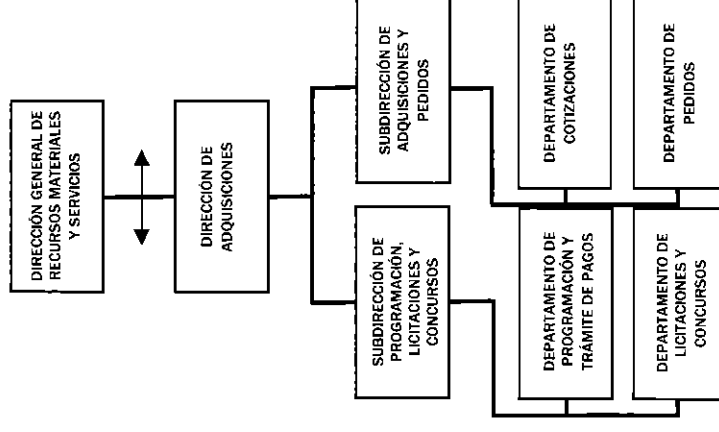 DIRECCIÓN GENERAL DE
RECURSOS MATERIALES
Y SERVICIOS
DIRECCIÓN DE
ADQUISICIONES
SUBDIRECCIÓN DE
PROGRAMACIÓN,
LICITACIONES Y
CONCURSOS
SUBDIRECCIÓN DE
ADQUISICIONES Y
PEDIDOS
DEPARTAMENTO DE
PROGRAMACIÓN Y
TRÁMITE DE PAGOS
DEPARTAMENTO DE
COTIZACIONES
DEPARTAMENTO DE
LICITACIONES Y
CONCURSOS
DEPARTAMENTO DE
PEDIDOS